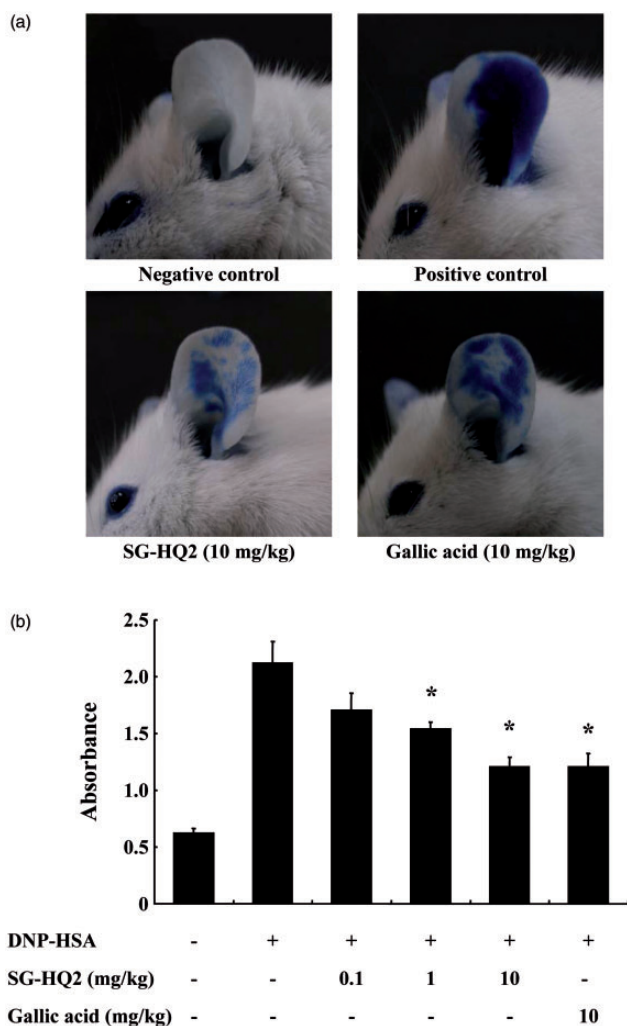 (a)
Negative control Positive control
SG-HQ2 (10 mg/kg) Gallic acid (10 mg/kg)
(b)
2.5
2.0
1.5
1.0
0.5
0
Absorbance
* * *
DNP-HSA - + + + + +
SG-HQ2 (mg/kg) - - 0.1 1 10 -
Gallic acid (mg/kg) - - - - - 10